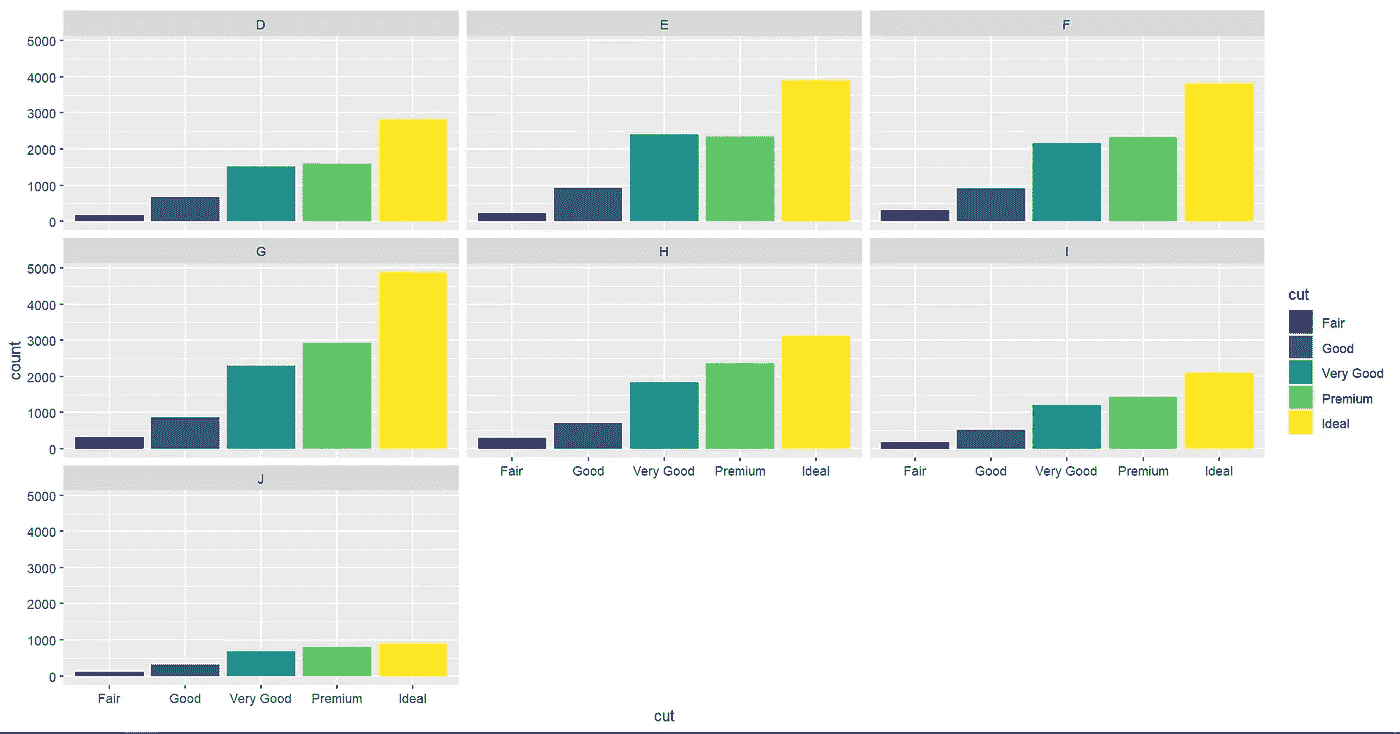 D E F
5000
4000
3000
2000
1000
0
G H I
5000
4000
3000
2000
1000
0
Fair Good Very Good Premium Ideal Fair Good Very Good Premium Ideal
J
5000
4000
3000
2000
1000
0
Fair Good Very Good Premium Ideal
count
cut
cut
Fair
Good
Very Good
Premium
Ideal